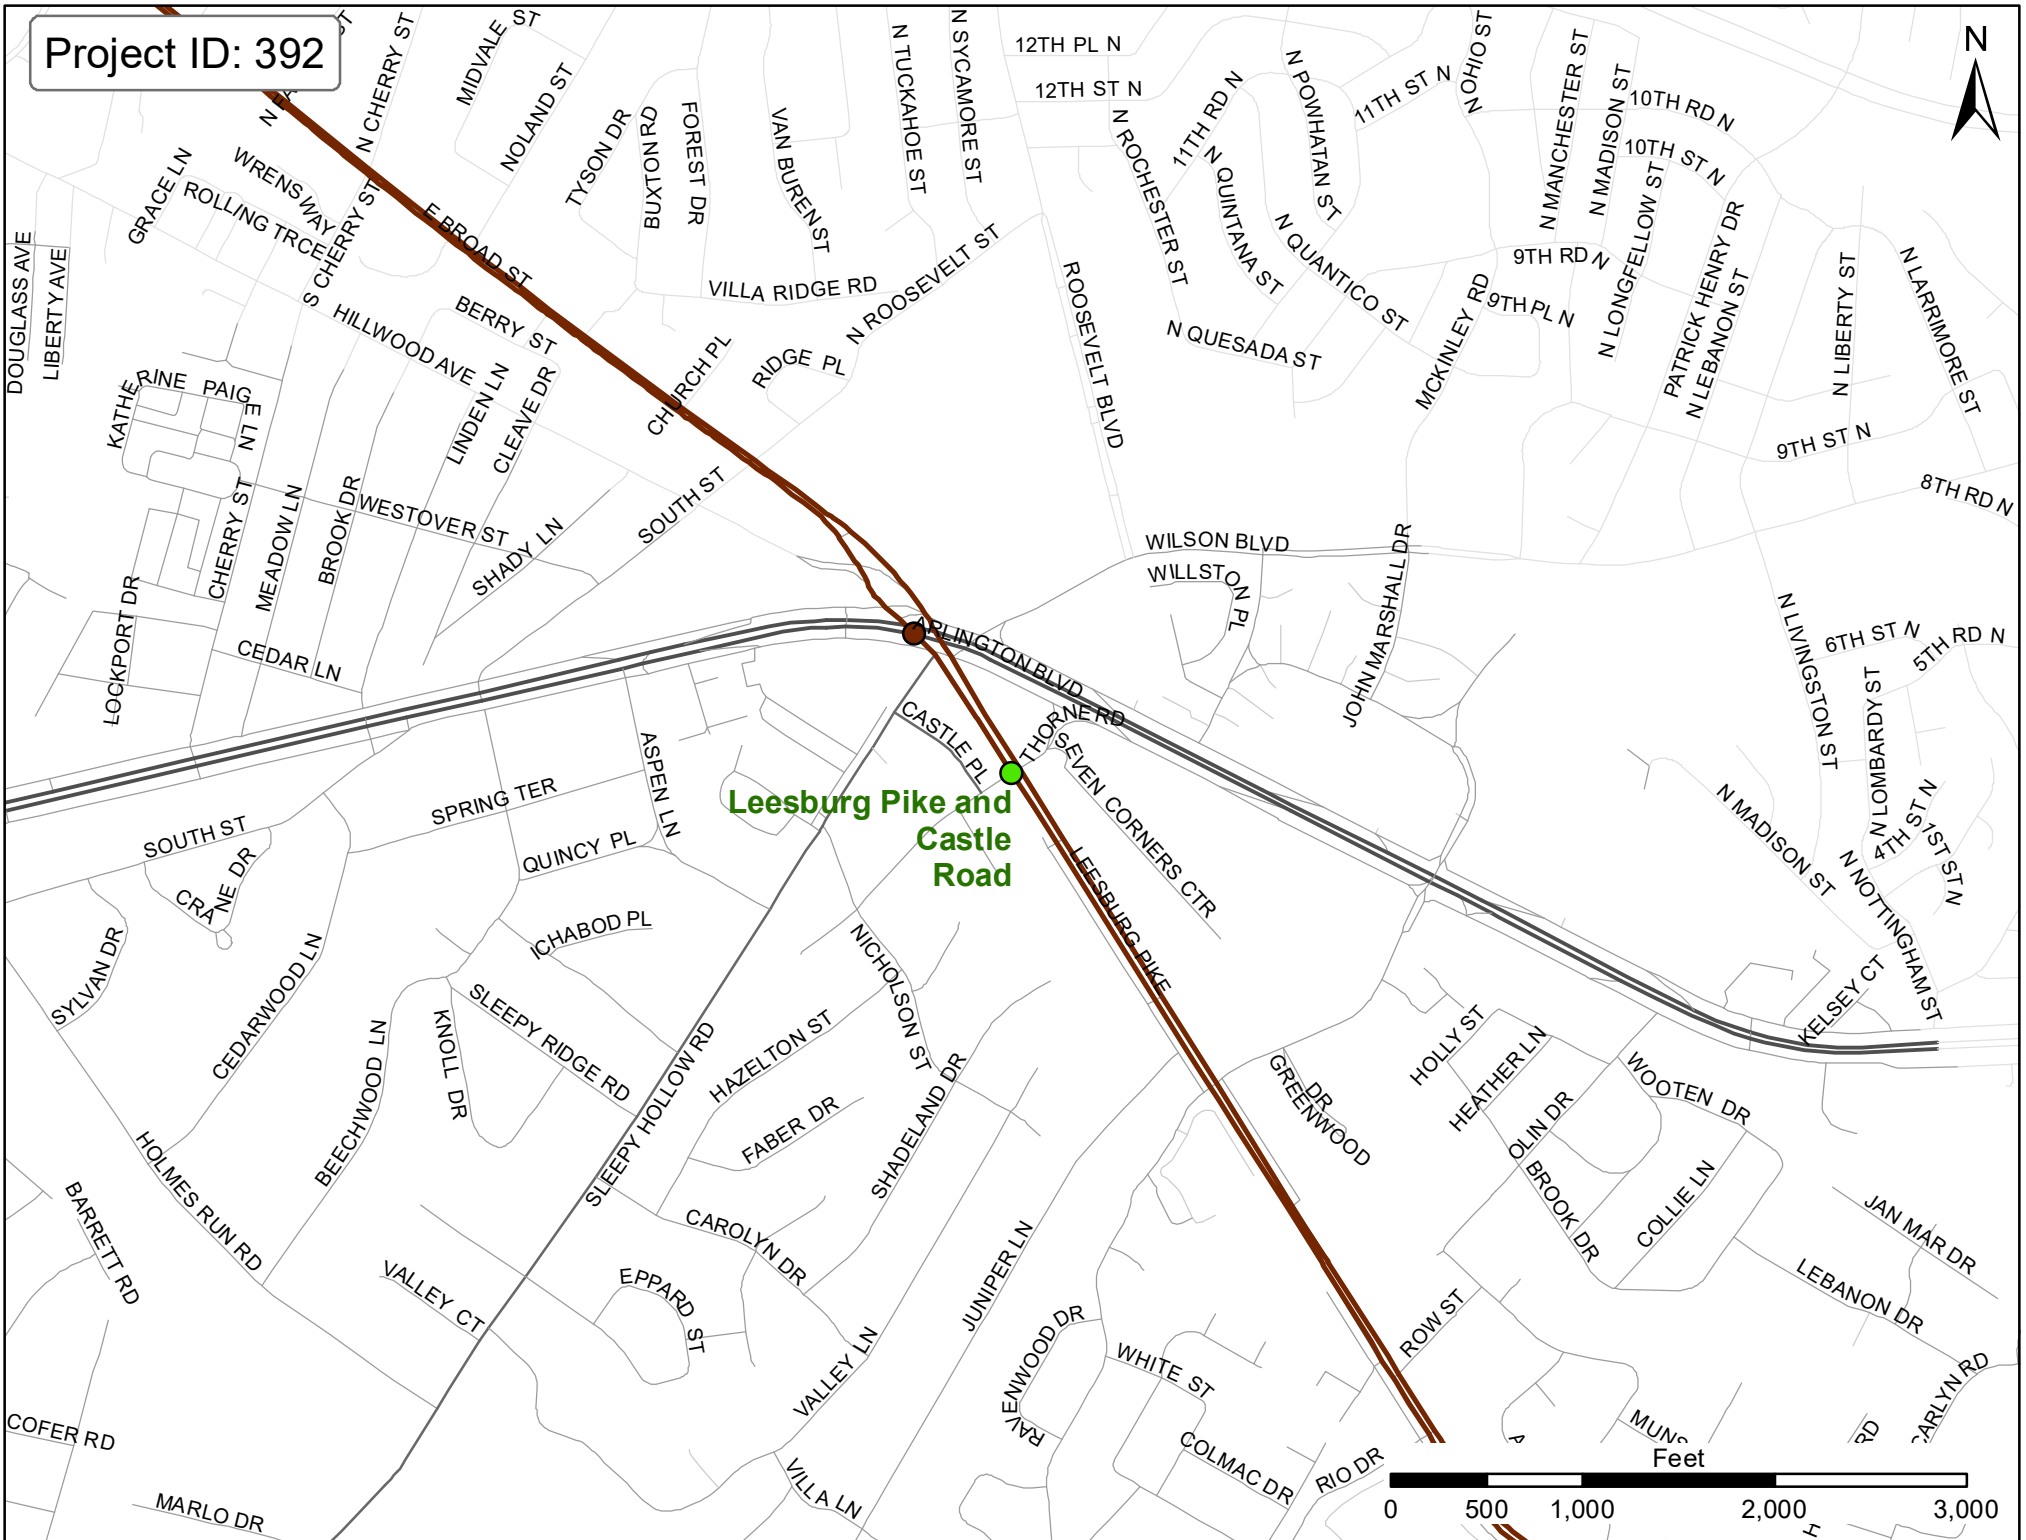 Project ID: 392
N
N CHERRY ST
MIDVALE ST
NOLAND ST
TYSON DR
BUXTON RD
FOREST DR
VAN BUREN ST
N TUCKAHOE ST
N SYCAMORE ST
12TH PL N
12TH ST N
N ROCHESTER ST
11TH RD N
N POWHATAN ST
11TH ST N
N OHIO ST
N MANCHESTER ST
N MADISON ST
10TH RD N
10TH ST N
N QUINTANA ST
N QUANTICO ST
N LONGFELLOW ST
PATRICK HENRY DR
N LEBANON ST
9TH RD N
9TH PL N
MCKINLEY RD
N LIBERTY ST
N LARRIMORE ST
9TH ST N
8TH RD N
GRACE LN
WRENS WAY
ROLLING TRCE
S CHERRY ST
E BROAD ST
DOUGLASS AVE
LIBERTY AVE
HILLWOOD AVE
BERRY ST
VILLA RIDGE RD
N ROOSEVELT ST
ROOSEVELT BLVD
N QUESADA ST
CHURCH PL
RIDGE PL
KATHERINE PAIGE LN
LINDEN LN
CLEAVE DR
CHERRY ST
MEADOW LN
BROOK DR
WESTOVER ST
SHADY LN
SOUTH ST
WILSON BLVD
WILLSTON PL
JOHN MARSHALL DR
LOCKPORT DR
CEDAR LN
ARLINGTON BLVD
N LIVINGSTON ST
6TH ST N
5TH RD N
N LOMBARDY ST
4TH ST N
1ST ST N
CASTLE PL
THORNE RD
SEVEN CORNERS CTR
ASPEN LN
SPRING TER
Leesburg Pike and
Castle
Road
LEESBURG PIKE
N MADISON ST
N NOTTINGHAM ST
SOUTH ST
CRANE DR
QUINCY PL
ICHABOD PL
SYLVAN DR
CEDARWOOD LN
BEECHWOOD LN
KNOLL DR
SLEEPY RIDGE RD
SLEEPY HOLLOW RD
HAZELTON ST
NICHOLSON ST
FABER DR
SHADELAND DR
GREENWOOD DR
HOLLY ST
HEATHER LN
KELSEY CT
WOOTEN DR
OLIN DR
BROOK DR
COLLIE LN
JAN MAR DR
LEBANON DR
HOLMES RUN RD
BARRETT RD
CAROLYN DR
VALLEY CT
EPPARD ST
JUNIPER LN
VALLEY LN
RAVENWOOD DR
WHITE ST
ROW ST
CARLYN RD
COFER RD
MARLO DR
VILLA LN
COLMAC DR
RIO DR
MUNS
RD
Feet
0 500 1,000 2,000 3,000